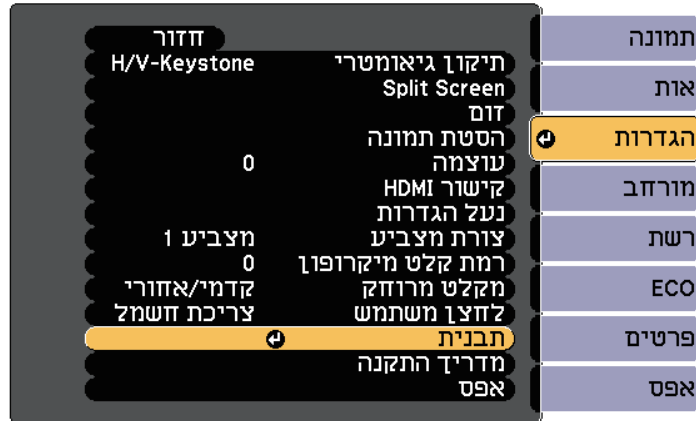 תמונה
אות
הגדרות
מורחב
רשת
ECO
פרטים
אפס
חזור
תיקון גיאומטרי H/V-Keystone
Split Screen
זום
הסטת תמונה
עוצמה 0
קישור HDMI
נעל הגדרות
צורת מצביע מצביע 1
רמת קלט מיקרופון 0
מקלט מרוחק קדמי/אחורי
לחצן משתמש צריכת חשמל
תבנית
מדריך התקנה
אפס